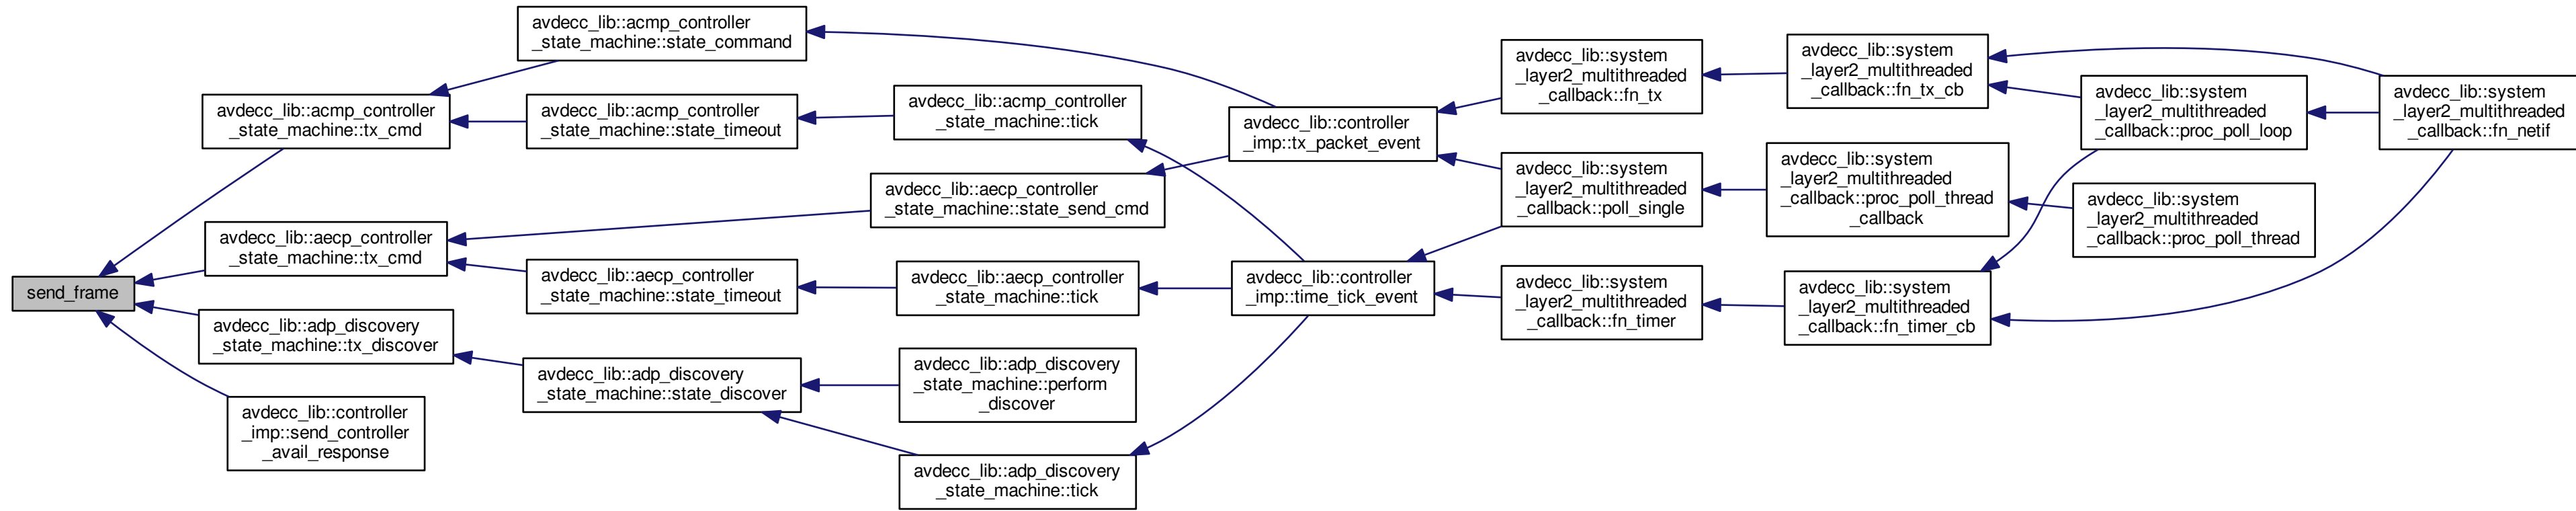 send_frame
avdecc_lib::acmp_controller
_state_machine::tx_cmd
avdecc_lib::aecp_controller
_state_machine::tx_cmd
avdecc_lib::adp_discovery
_state_machine::tx_discover
avdecc_lib::controller
_imp::send_controller
_avail_response
avdecc_lib::acmp_controller
_state_machine::state_command
avdecc_lib::acmp_controller
_state_machine::state_timeout
avdecc_lib::aecp_controller
_state_machine::state_timeout
avdecc_lib::adp_discovery
_state_machine::state_discover
avdecc_lib::acmp_controller
_state_machine::tick
avdecc_lib::aecp_controller
_state_machine::state_send_cmd
avdecc_lib::aecp_controller
_state_machine::tick
avdecc_lib::adp_discovery
_state_machine::perform
_discover
avdecc_lib::adp_discovery
_state_machine::tick
avdecc_lib::controller
_imp::tx_packet_event
avdecc_lib::controller
_imp::time_tick_event
avdecc_lib::system
_layer2_multithreaded
_callback::fn_tx
avdecc_lib::system
_layer2_multithreaded
_callback::poll_single
avdecc_lib::system
_layer2_multithreaded
_callback::fn_timer
avdecc_lib::system
_layer2_multithreaded
_callback::fn_tx_cb
avdecc_lib::system
_layer2_multithreaded
_callback::proc_poll_thread
_callback
avdecc_lib::system
_layer2_multithreaded
_callback::fn_timer_cb
avdecc_lib::system
_layer2_multithreaded
_callback::proc_poll_loop
avdecc_lib::system
_layer2_multithreaded
_callback::proc_poll_thread
avdecc_lib::system
_layer2_multithreaded
_callback::fn_netif